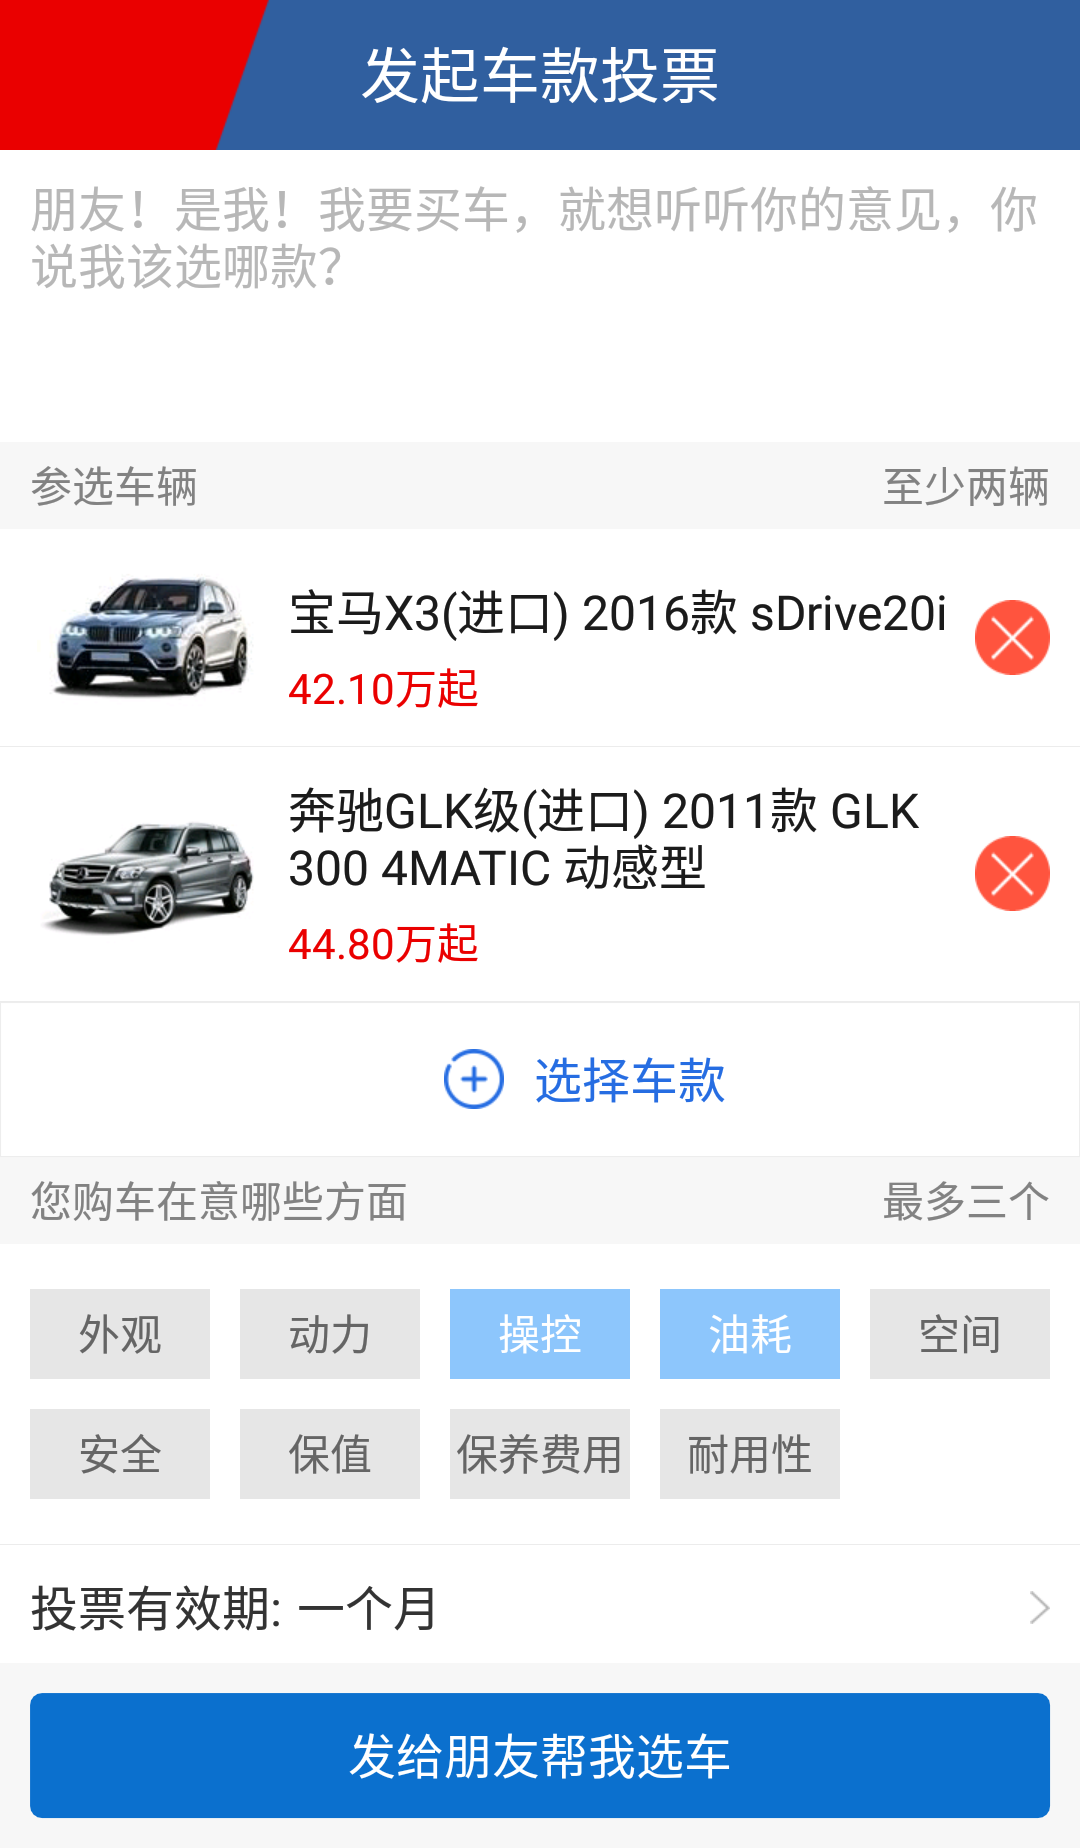 发起车款投票
朋友！是我！我要买车，就想听听你的意见，你
说我该选哪款？
参选车辆 至少两辆
宝马X3(进口) 2016款 sDrive20i
42.10万起
奔驰GLK级(进口) 2011款 GLK
300 4MATIC 动感型
44.80万起
选择车款
您购车在意哪些方面 最多三个
外观 动力 操控 油耗 空间
安全 保值 保养费用 耐用性
投票有效期: 一个月
发给朋友帮我选车